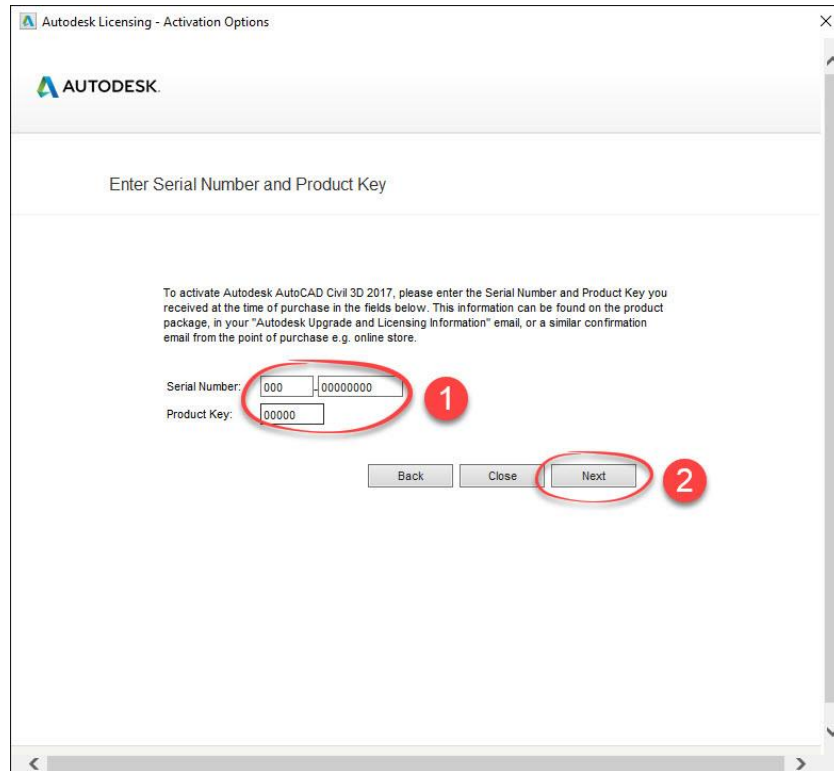 Autodesk Licensing - Activation Options
AUTODESK.
Enter Serial Number and Product Key
To activate Autodesk AutoCAD Civil 3D 2017, please enter the Serial Number and Product Key you
received at the time of purchase in the fields below. This information can be found on the product
package, in your "Autodesk Upgrade and Licensing Information" email, or a similar confirmation
email from the point of purchase e.g. online store.
Serial Number: 000 - 00000000 1
Product Key: 00000
Back Close Next 2